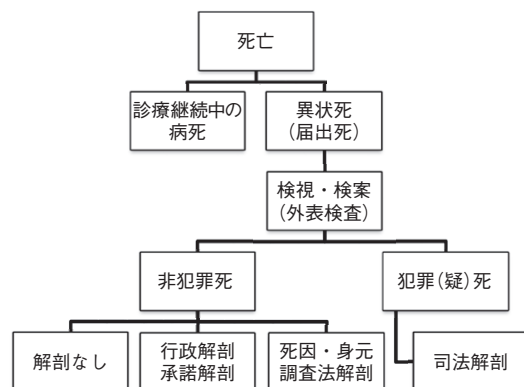 死亡
診療継続中の
病死
異状死
(届出死)
検視・検案
(外表検査)
非犯罪死
犯罪(疑)死
解剖なし
行政解剖
承諾解剖
死因・身元
調査法解剖
司法解剖